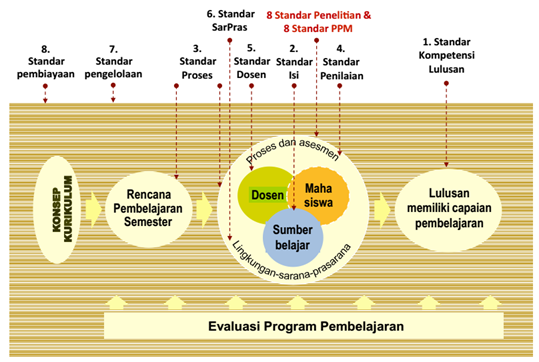 6. Standar
SarPras
8 Standar Penelitian &
8 Standar PPM
8.
Standar
pembiayaan
7.
Standar
pengelolaan
3.
Standar
Proses
5.
Standar
Dosen
2.
Standar
Isi
4.
Standar
Penilaian
1. Standar
Kompetensi
Lulusan
KONSEP
KURIKULUM
Rencana
Pembelajaran
Semester
Proses dan asesmen
Dosen
Maha
siswa
Sumber
belajar
Lingkungan-sarana-prasarana
Lulusan
memiliki capaian
pembelajaran
Evaluasi Program Pembelajaran